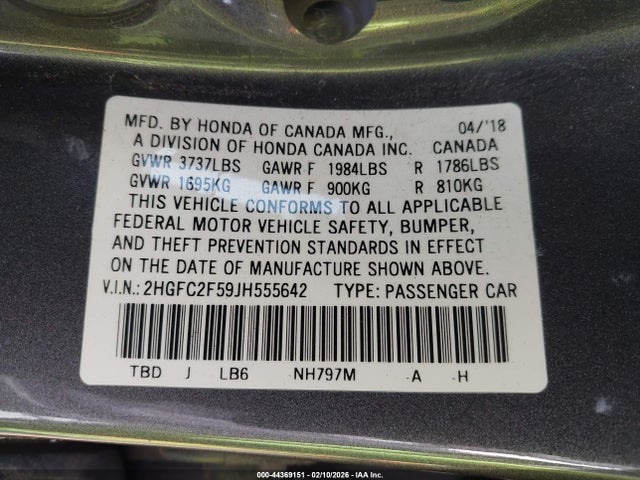 MFD. BY HONDA OF CANADA MFG., 04/'18
A DIVISION OF HONDA CANADA INC. CANADA
GVWR 3737LBS GAWR F 1984LBS R 1786LBS
GVWR 1695KG GAWR F 900KG R 810KG
THIS VEHICLE CONFORMS TO ALL APPLICABLE
FEDERAL MOTOR VEHICLE SAFETY, BUMPER,
AND THEFT PREVENTION STANDARDS IN EFFECT
ON THE DATE OF MANUFACTURE SHOWN ABOVE.
V.I.N.: 2HGFC2F59JH555642 TYPE: PASSENGER CAR
TBD J LB6 NH797M A H
000-44369151 - 02/10/2026 - IAA Inc.